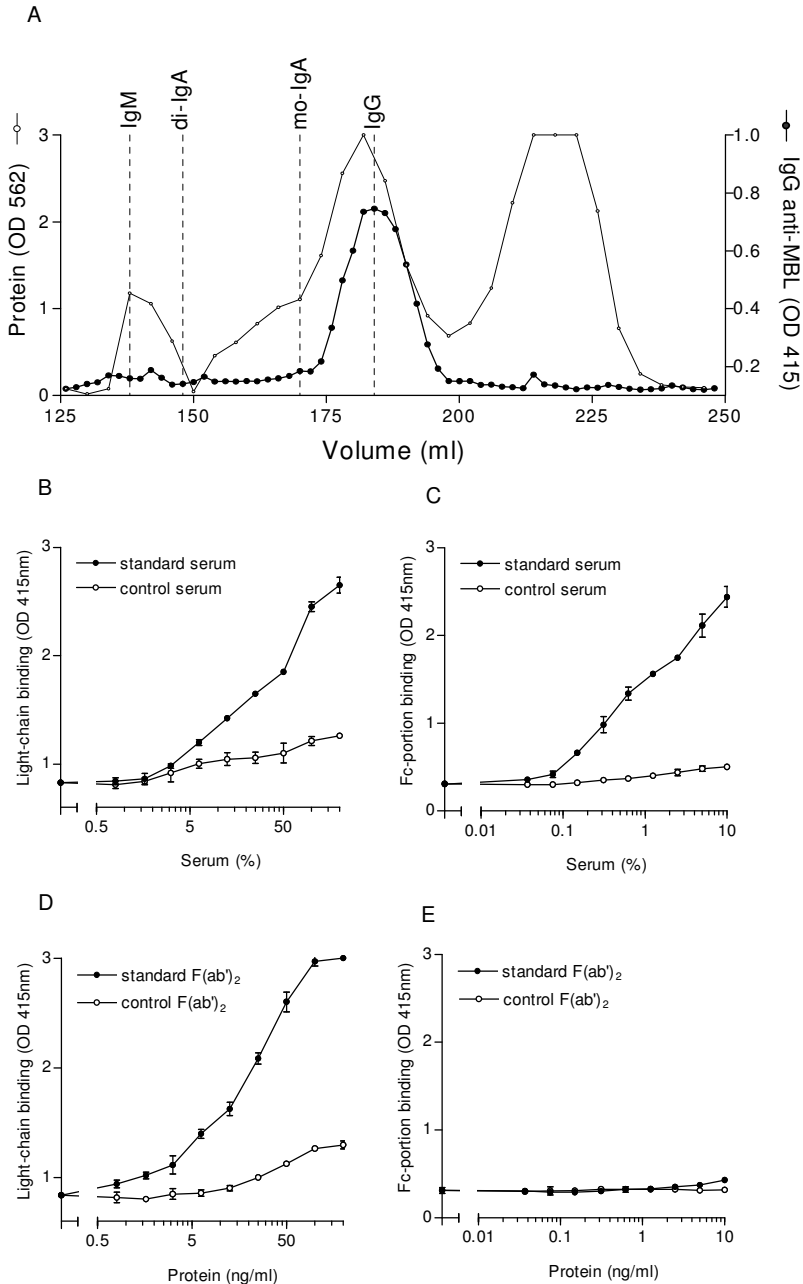 A
IgM
di-IgA
mo-IgA
IgG
3
2
1
0
Protein (OD 562)
1.0
0.8
0.6
0.4
0.2
IgG anti-MBL (OD 415)
125
150
175
200
225
250
Volume (ml)
B
3
2
1
Light-chain binding (OD 415nm)
standard serum
control serum
0.5
5
50
Serum (%)
C
3
2
1
0
Fc-portion binding (OD 415nm)
standard serum
control serum
0.01
0.1
1
10
Serum (%)
D
3
2
1
Light-chain binding (OD 415nm)
standard F(ab')2
control F(ab')2
0.5
5
50
Protein (ng/ml)
E
3
2
1
0
Fc-portion binding (OD 415nm)
standard F(ab')2
control F(ab')2
0.01
0.1
1
10
Protein (ng/ml)